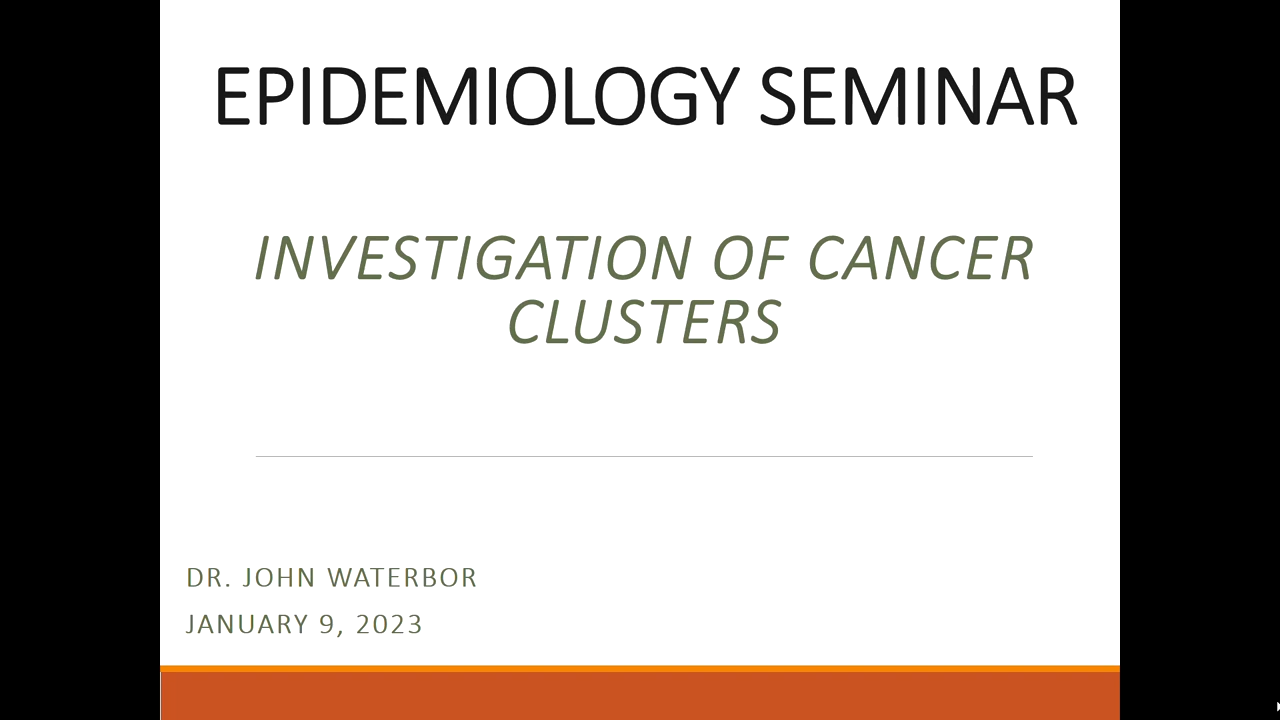 EPIDEMIOLOGY SEMINAR
INVESTIGATION OF CANCER
CLUSTERS
DR. JOHN WATERBOR
JANUARY 9, 2023